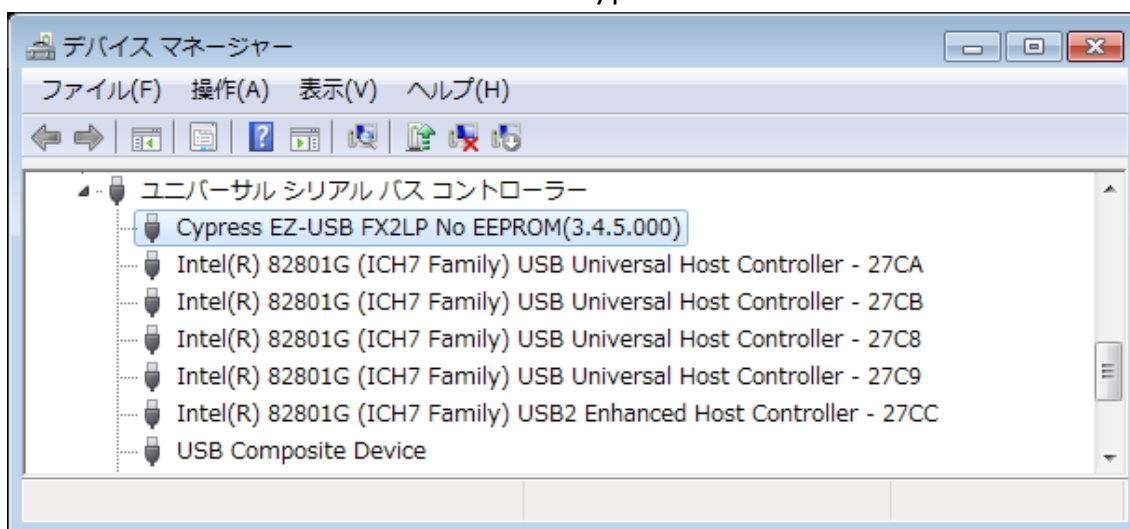 yp
デバイス マネージャー
ファイル(F) 操作(A) 表示(V) ヘルプ(H)
ユニバーサル シリアル バス コントローラー
Cypress EZ-USB FX2LP No EEPROM(3.4.5.000)
Intel(R) 82801G (ICH7 Family) USB Universal Host Controller - 27CA
Intel(R) 82801G (ICH7 Family) USB Universal Host Controller - 27CB
Intel(R) 82801G (ICH7 Family) USB Universal Host Controller - 27C8
Intel(R) 82801G (ICH7 Family) USB Universal Host Controller - 27C9
Intel(R) 82801G (ICH7 Family) USB2 Enhanced Host Controller - 27CC
USB Composite Device